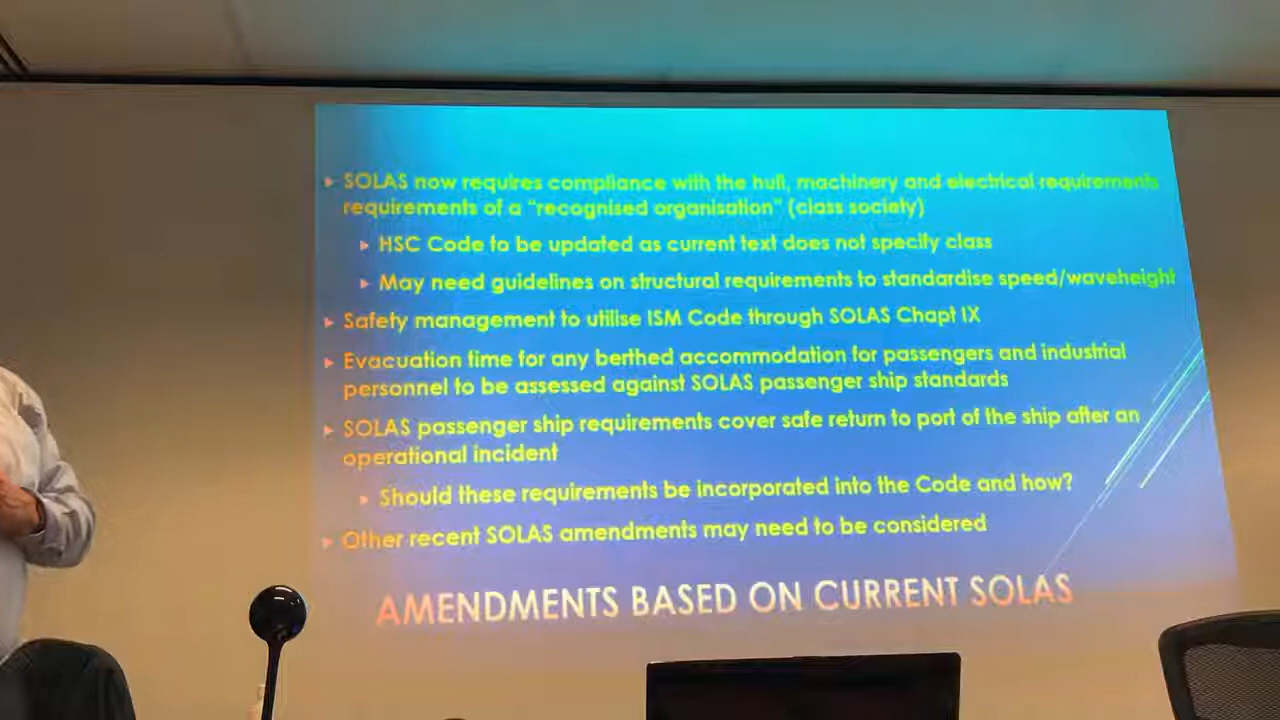 SOLAS now requires compliance with the hull, machinery and electrical requirements
requirements of a "recognised organisation" (class society)
HSC Code to be updated as current text does not specify class
May need guidelines on structural requirements to standardise speed/waveheight
Safety management to utilise ISM Code through SOLAS Chapt IX
Evacuation time for any berthed accommodation for passengers and industrial
personnel to be assessed against SOLAS passenger ship standards
SOLAS passenger ship requirements cover safe return to port of the ship after an
operational incident
Should these requirements be incorporated into the Code and how?
Other recent SOLAS amendments may need to be considered
AMENDMENTS BASED ON CURRENT SOLAS